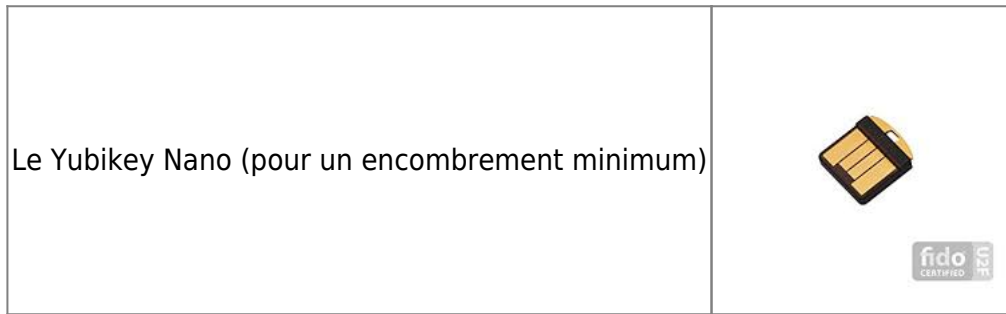 Le Yubikey Nano (pour un encombrement minimum)
fido
CERTIFIED
U2F